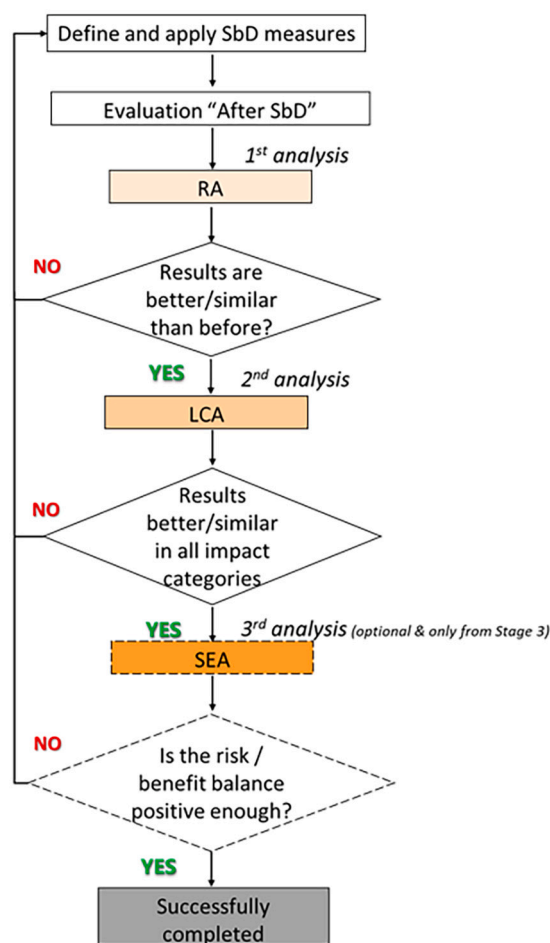 Define and apply SbD measures
Evaluation “After SbD”
1st analysis
RA
NO
Results are
better/similar
than before?
YES
2nd analysis
LCA
NO
Results
better/similar
in all impact
categories
YES
3rd analysis (optional & only from Stage 3)
SEA
NO
Is the risk /
benefit balance
positive enough?
YES
Successfully
completed